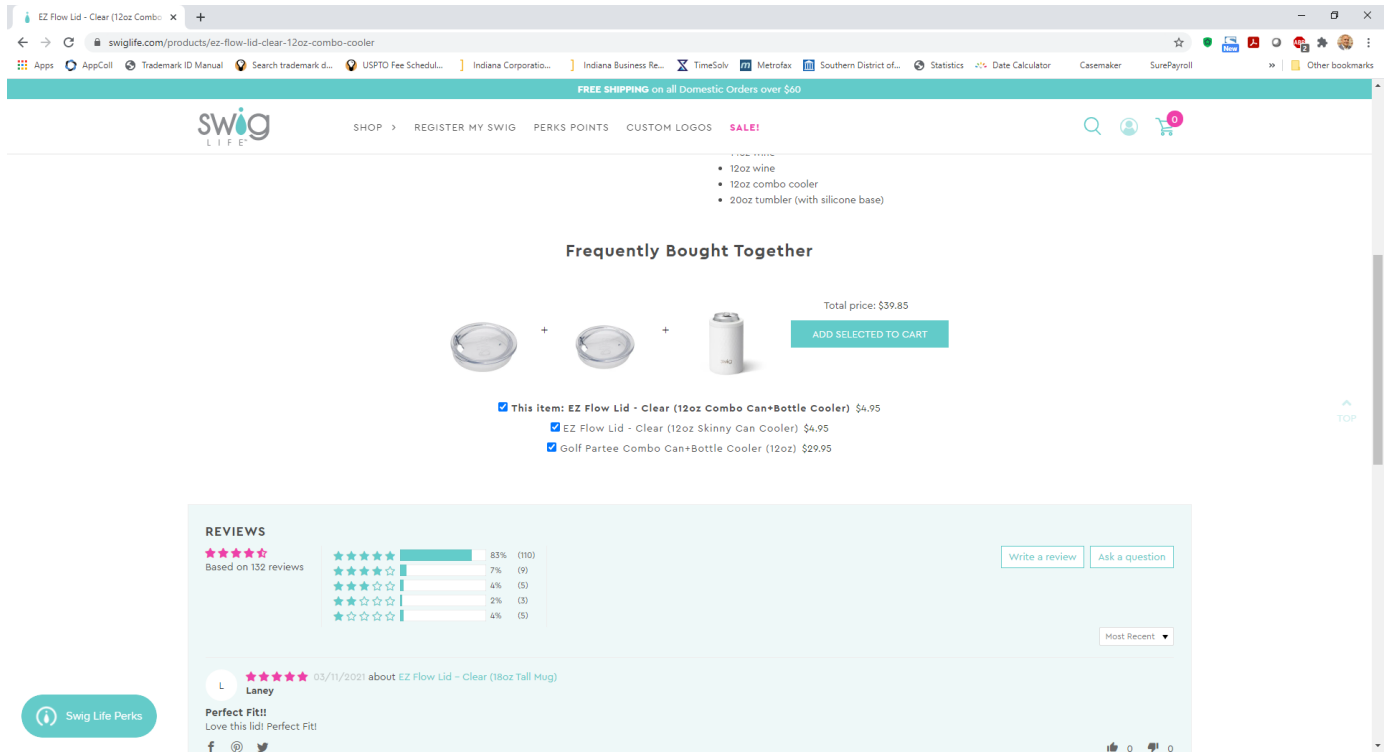 EZ Flow Lid - Clear (12oz Combo
swiglife.com/products/ez-flow-lid-clear-12oz-combo-cooler
New
ABP
2
Apps AppColl Trademark ID Manual Search trademark d... USPTO Fee Schedul... Indiana Corporatio... Indiana Business Re... TimeSolv Metrofax Southern District of... Statistics Date Calculator Casemaker SurePayroll » Other bookmarks
FREE SHIPPING on all Domestic Orders over $60
swig
LIFE
SHOP > REGISTER MY SWIG PERKS POINTS CUSTOM LOGOS SALE!
0
12oz wine
12oz combo cooler
20oz tumbler (with silicone base)
Frequently Bought Together
+ +
swig
Total price: $39.85
ADD SELECTED TO CART
This item: EZ Flow Lid - Clear (12oz Combo Can+Bottle Cooler) $4.95
EZ Flow Lid - Clear (12oz Skinny Can Cooler) $4.95
Golf Partee Combo Can+Bottle Cooler (12oz) $29.95
TOP
REVIEWS
Based on 132 reviews
83% (110)
7% (9)
4% (5)
2% (3)
4% (5)
Write a review Ask a question
Most Recent
L
03/11/2021 about EZ Flow Lid - Clear (18oz Tall Mug)
Laney
Perfect Fit!!
Love this lid! Perfect Fit!
0 0
Swig Life Perks